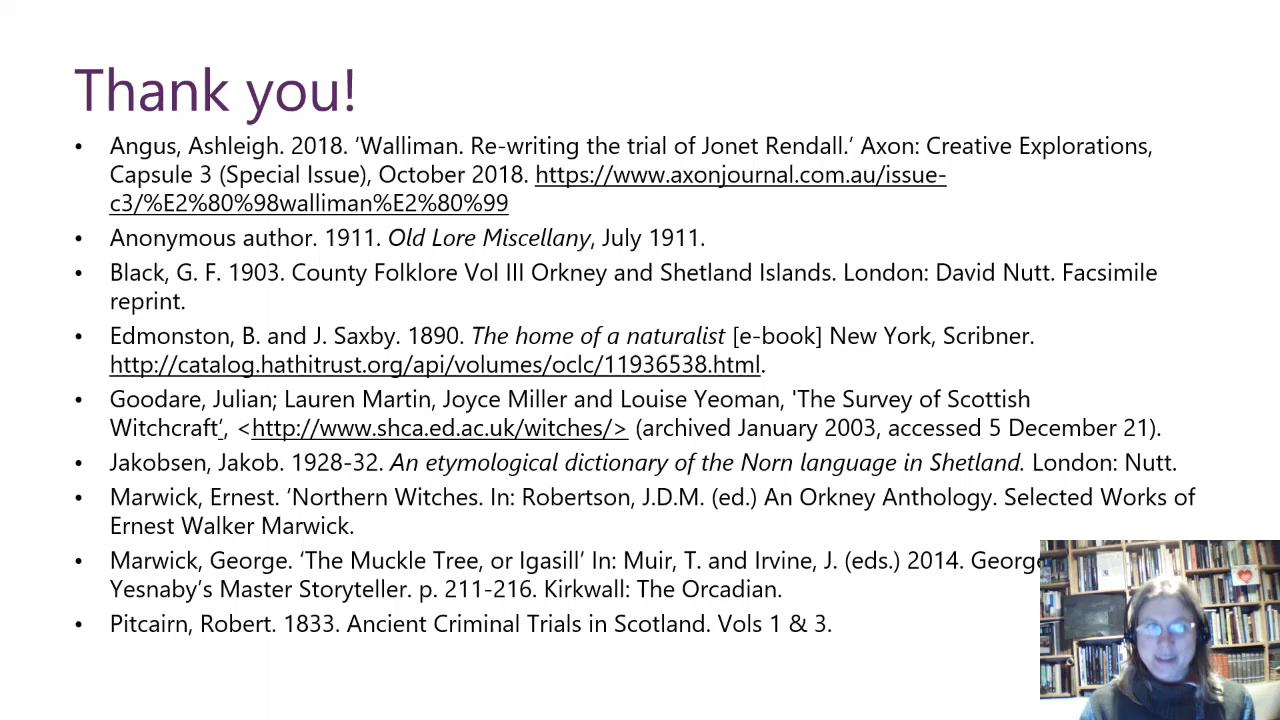 Thank you!
• Angus, Ashleigh. 2018. ‘Walliman. Re-writing the trial of Jonet Rendall.’ Axon: Creative Explorations,
Capsule 3 (Special Issue), October 2018. https://www.axonjournal.com.au/issue-
c3/%E2%80%98walliman%E2%80%99
• Anonymous author. 1911. Old Lore Miscellany, July 1911.
• Black, G. F. 1903. County Folklore Vol III Orkney and Shetland Islands. London: David Nutt. Facsimile
reprint.
• Edmonston, B. and J. Saxby. 1890. The home of a naturalist [e-book] New York, Scribner.
http://catalog.hathitrust.org/api/volumes/oclc/11936538.html.
• Goodare, Julian; Lauren Martin, Joyce Miller and Louise Yeoman, 'The Survey of Scottish
Witchcraft’, <http://www.shca.ed.ac.uk/witches/> (archived January 2003, accessed 5 December 21).
• Jakobsen, Jakob. 1928-32. An etymological dictionary of the Norn language in Shetland. London: Nutt.
• Marwick, Ernest. ‘Northern Witches. In: Robertson, J.D.M. (ed.) An Orkney Anthology. Selected Works of
Ernest Walker Marwick.
• Marwick, George. ‘The Muckle Tree, or Igasill’ In: Muir, T. and Irvine, J. (eds.) 2014. George
Yesnaby’s Master Storyteller. p. 211-216. Kirkwall: The Orcadian.
• Pitcairn, Robert. 1833. Ancient Criminal Trials in Scotland. Vols 1 & 3.